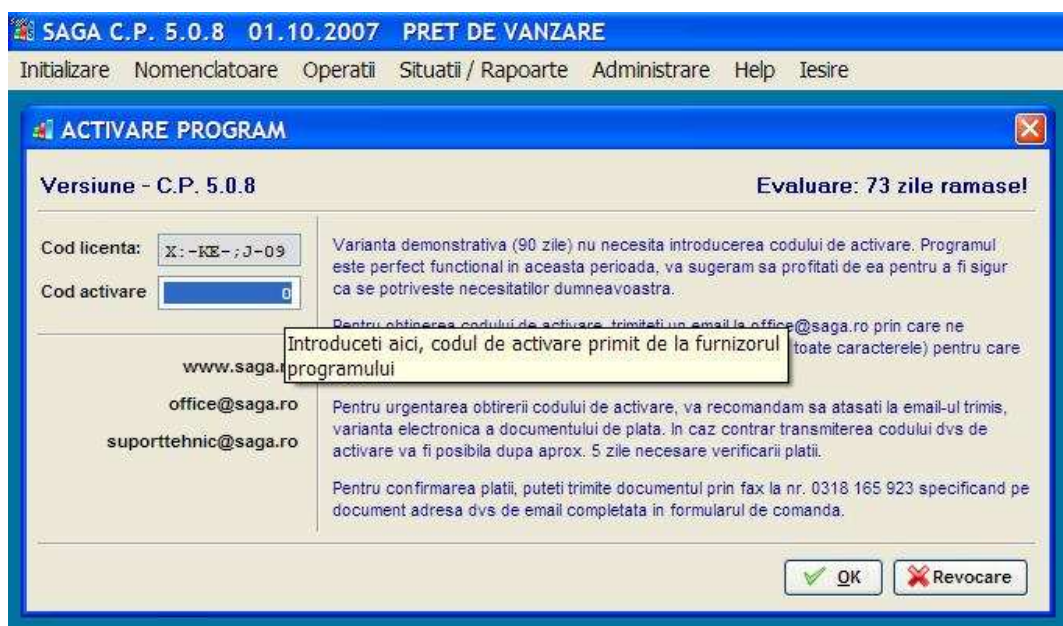 SAGA C.P. 5.0.8 01.10.2007 PRET DE VANZARE
Initializare Nomenclatoare Operatii Situatii / Rapoarte Administrare Help Iesire
ACTIVARE PROGRAM
Versiune - C.P. 5.0.8
Evaluare: 73 zile ramase!
Cod licenta: X:-KE-;J-09
Cod activare 0
www.saga.r
office@saga.ro
suporttehnic@saga.ro
Varianta demonstrativa (90 zile) nu necesita introducerea codului de activare. Programul
este perfect functional in aceasta perioada, va sugeram sa profitati de ea pentru a fi sigur
ca se potriveste necesitatilor dumneavoastra.
Pentru obtinerea codului de activare, trimiteti un email la office@saga.ro prin care ne
toate caracterele) pentru care
Introduceti aici, codul de activare primit de la furnizorul
programului
Pentru urgentarea obtirerii codului de activare, va recomandam sa atasati la email-ul trimis,
varianta electronica a documentului de plata. In caz contrar transmiterea codului dvs de
activare va fi posibila dupa aprox. 5 zile necesare verificarii platii.
Pentru confirmarea platii, puteti trimite documentul prin fax la nr. 0318 165 923 specificand pe
document adresa dvs de email completata in formularul de comanda.
OK
Revocare